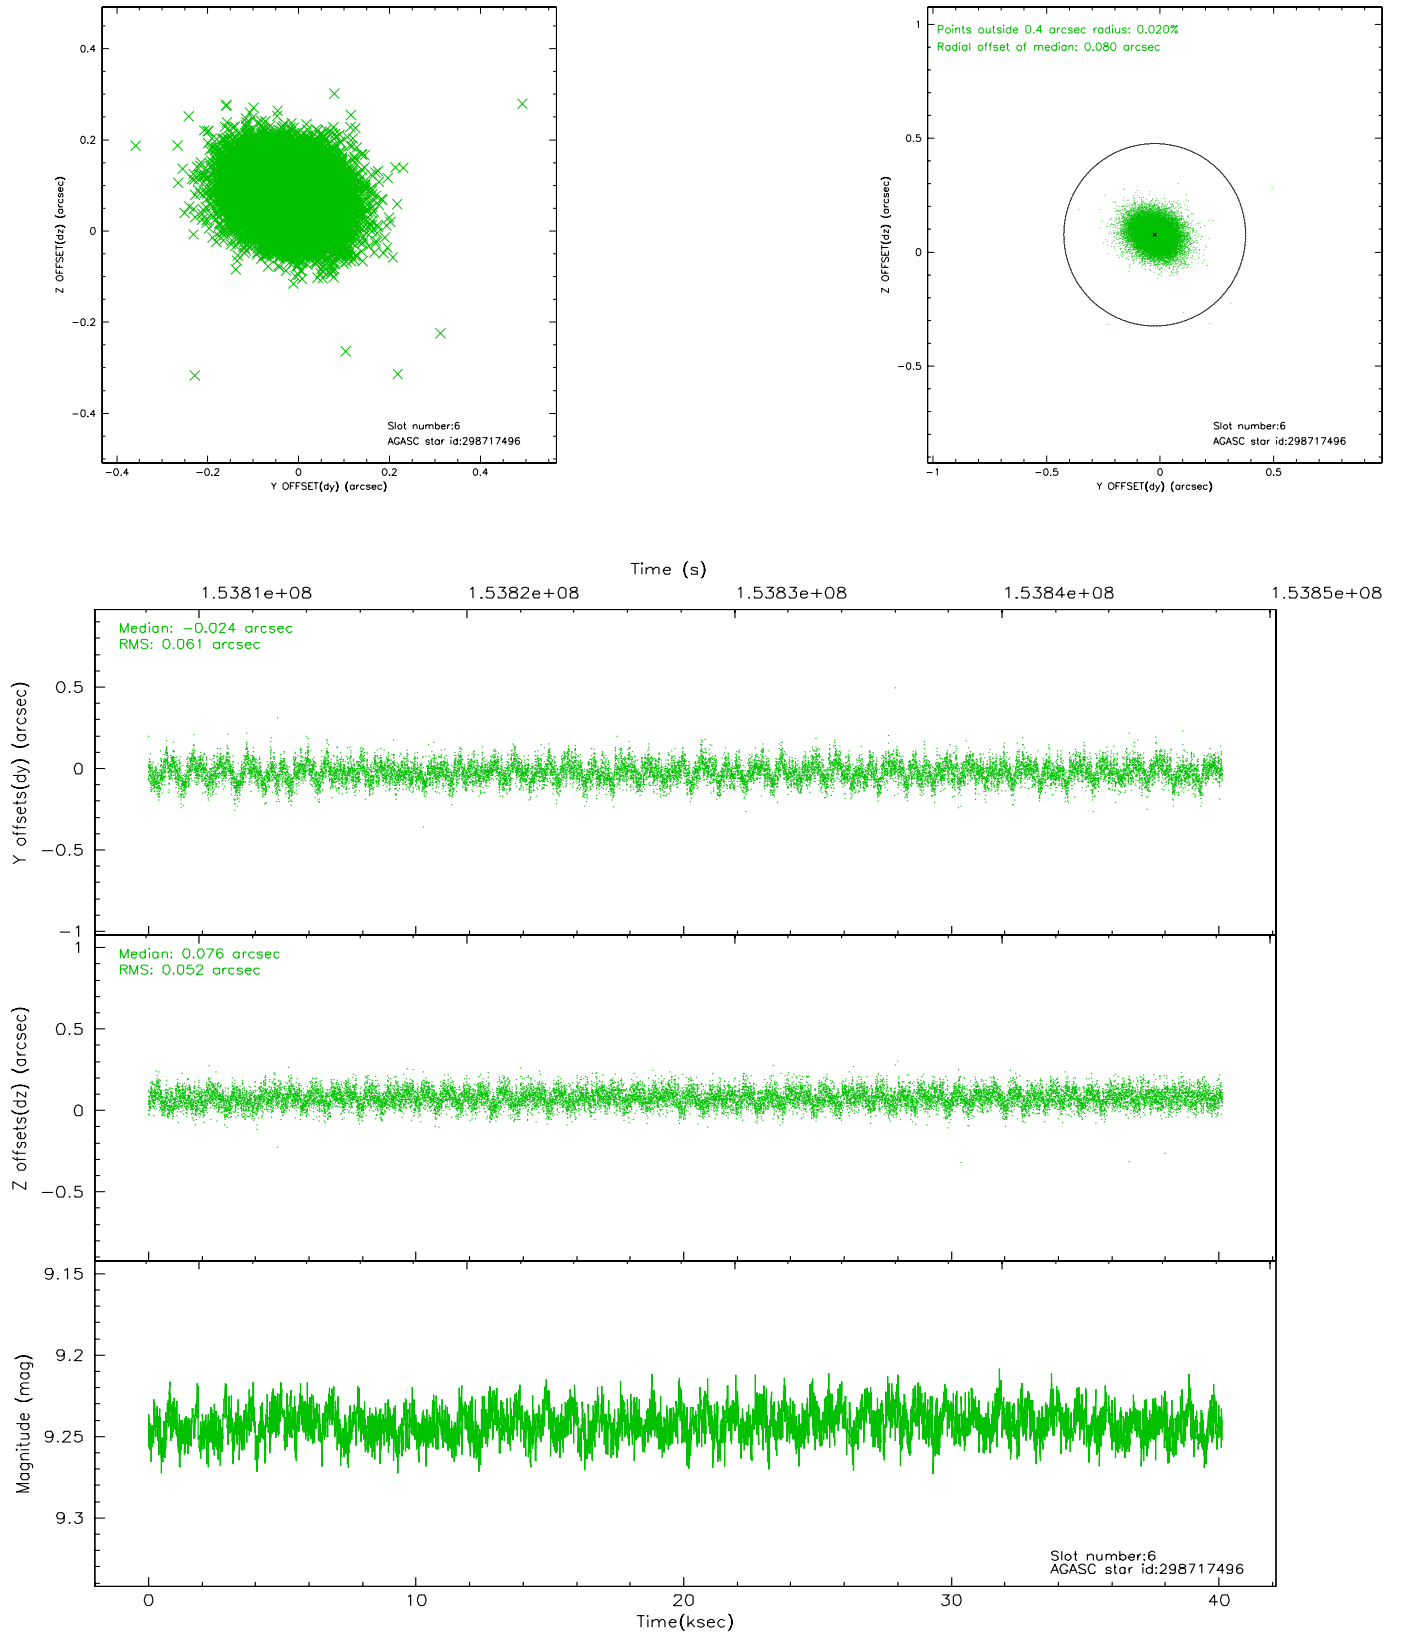 0.4
0.2
0
-0.2
-0.4
Z OFFSET(dz) (arcsec)
Slot number:6
AGASC star id:298717496
-0.4 -0.2 0 0.2 0.4
Y OFFSET(dy) (arcsec)
Points outside 0.4 arcsec radius: 0.020%
Radial offset of median: 0.080 arcsec
1
0.5
0
-0.5
Z OFFSET(dz) (arcsec)
Slot number:6
AGASC star id:298717496
-1 -0.5 0 0.5
Y OFFSET(dy) (arcsec)
Time (s)
1.5381e+08 1.5382e+08 1.5383e+08 1.5384e+08 1.5385e+08
Median: -0.024 arcsec
RMS: 0.061 arcsec
0.5
0
-0.5
-1
Y offsets(dy) (arcsec)
Median: 0.076 arcsec
RMS: 0.052 arcsec
1
0.5
0
-0.5
Z offsets(dz) (arcsec)
9.15
9.2
9.25
9.3
Magnitude (mag)
Slot number:6
AGASC star id:298717496
0 10 20 30 40
Time(ksec)